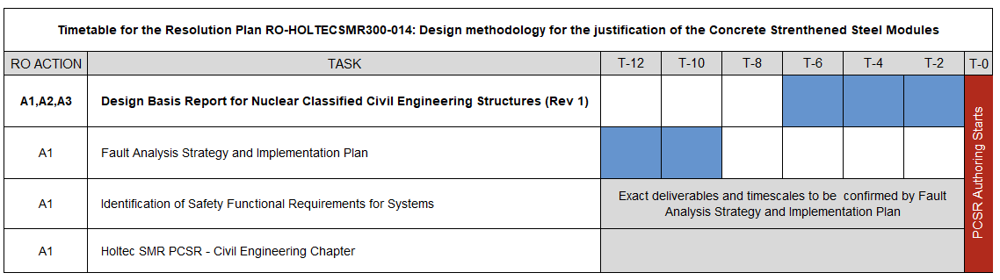 Timetable for the Resolution Plan RO-HOLTECSMR300-014: Design methodology for the justification of the Concrete Strenthened Steel Modules
RO ACTION TASK T-12 T-10 T-8 T-6 T-4 T-2 T-0
A1,A2,A3 Design Basis Report for Nuclear Classified Civil Engineering Structures (Rev 1)
A1 Fault Analysis Strategy and Implementation Plan
A1 Identification of Safety Functional Requirements for Systems
Exact deliverables and timescales to be confirmed by Fault
Analysis Strategy and Implementation Plan
A1 Holtec SMR PCSR - Civil Engineering Chapter
PCSR Authoring Starts